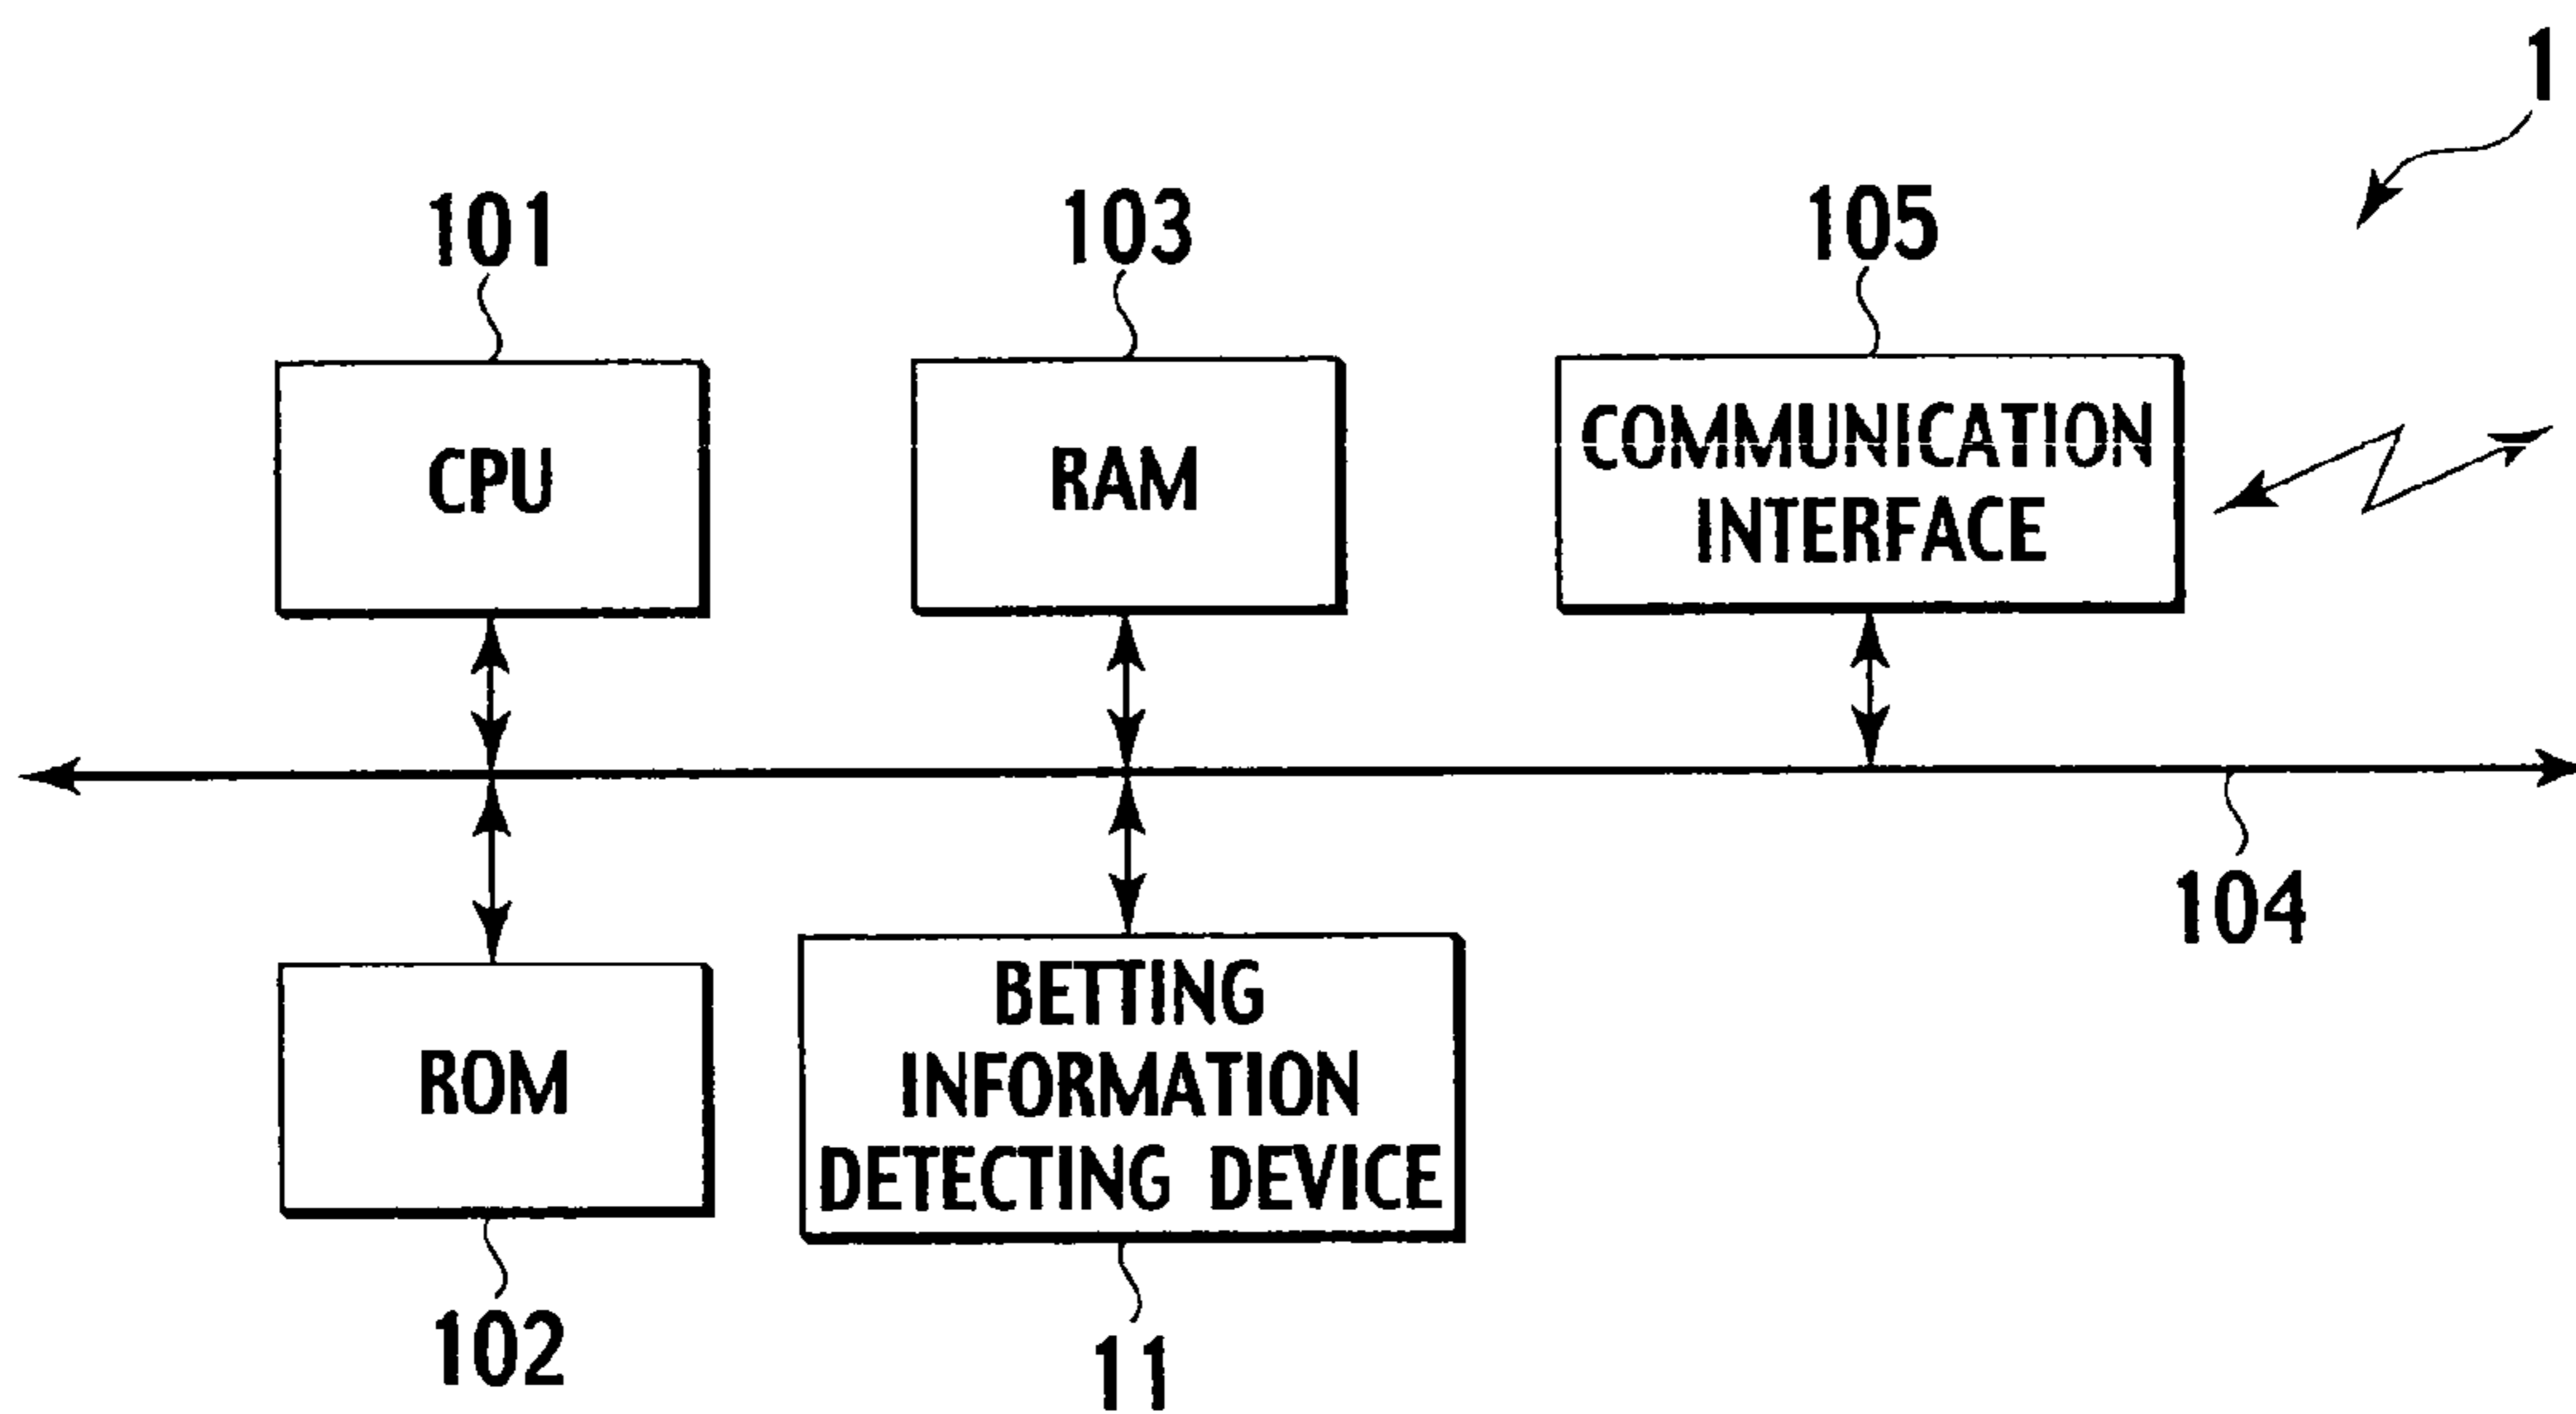 1
101
103
105
CPU
RAM
COMMUNICATION
INTERFACE
104
ROM
BETTING
INFORMATION
DETECTING DEVICE
102
11